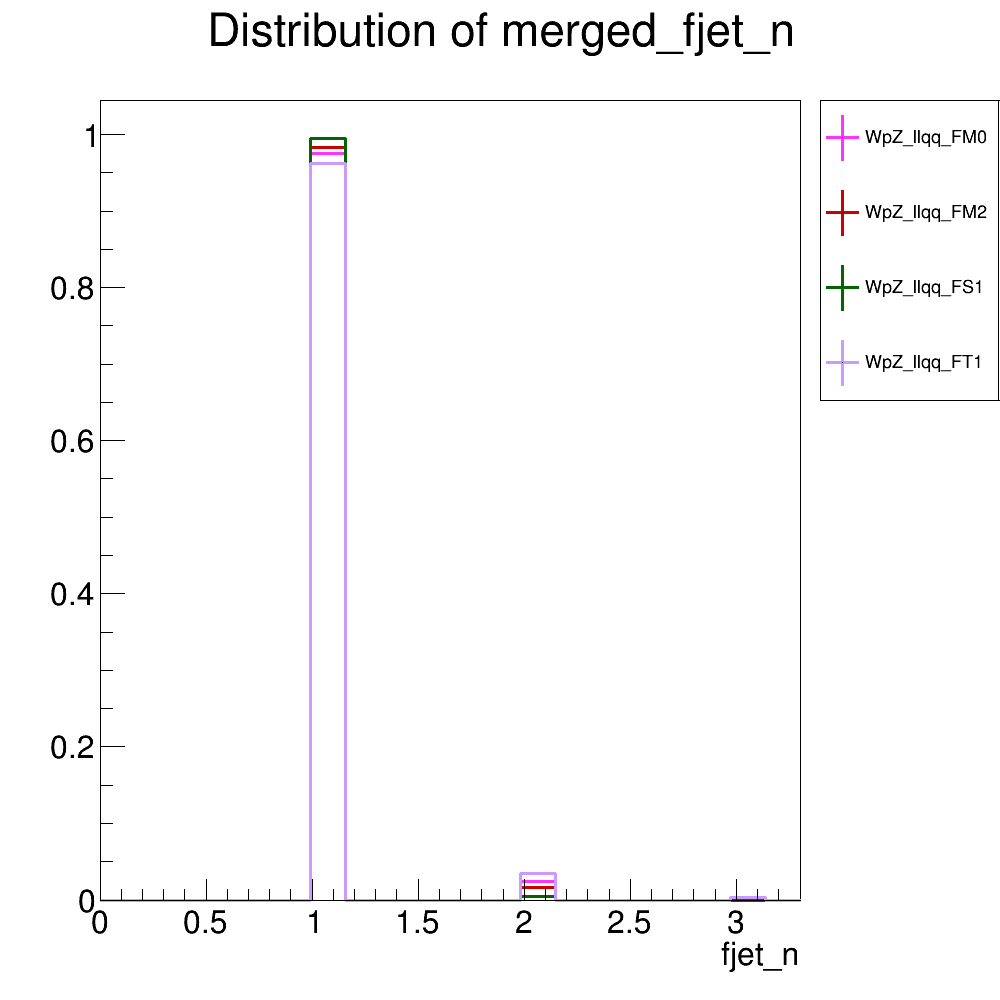 Distribution of merged_fjet_n
1
0.8
0.6
0.4
0.2
0
0 0.5 1 1.5 2 2.5 3
fjet_n
WpZ_llqq_FM0
WpZ_llqq_FM2
WpZ_llqq_FS1
WpZ_llqq_FT1